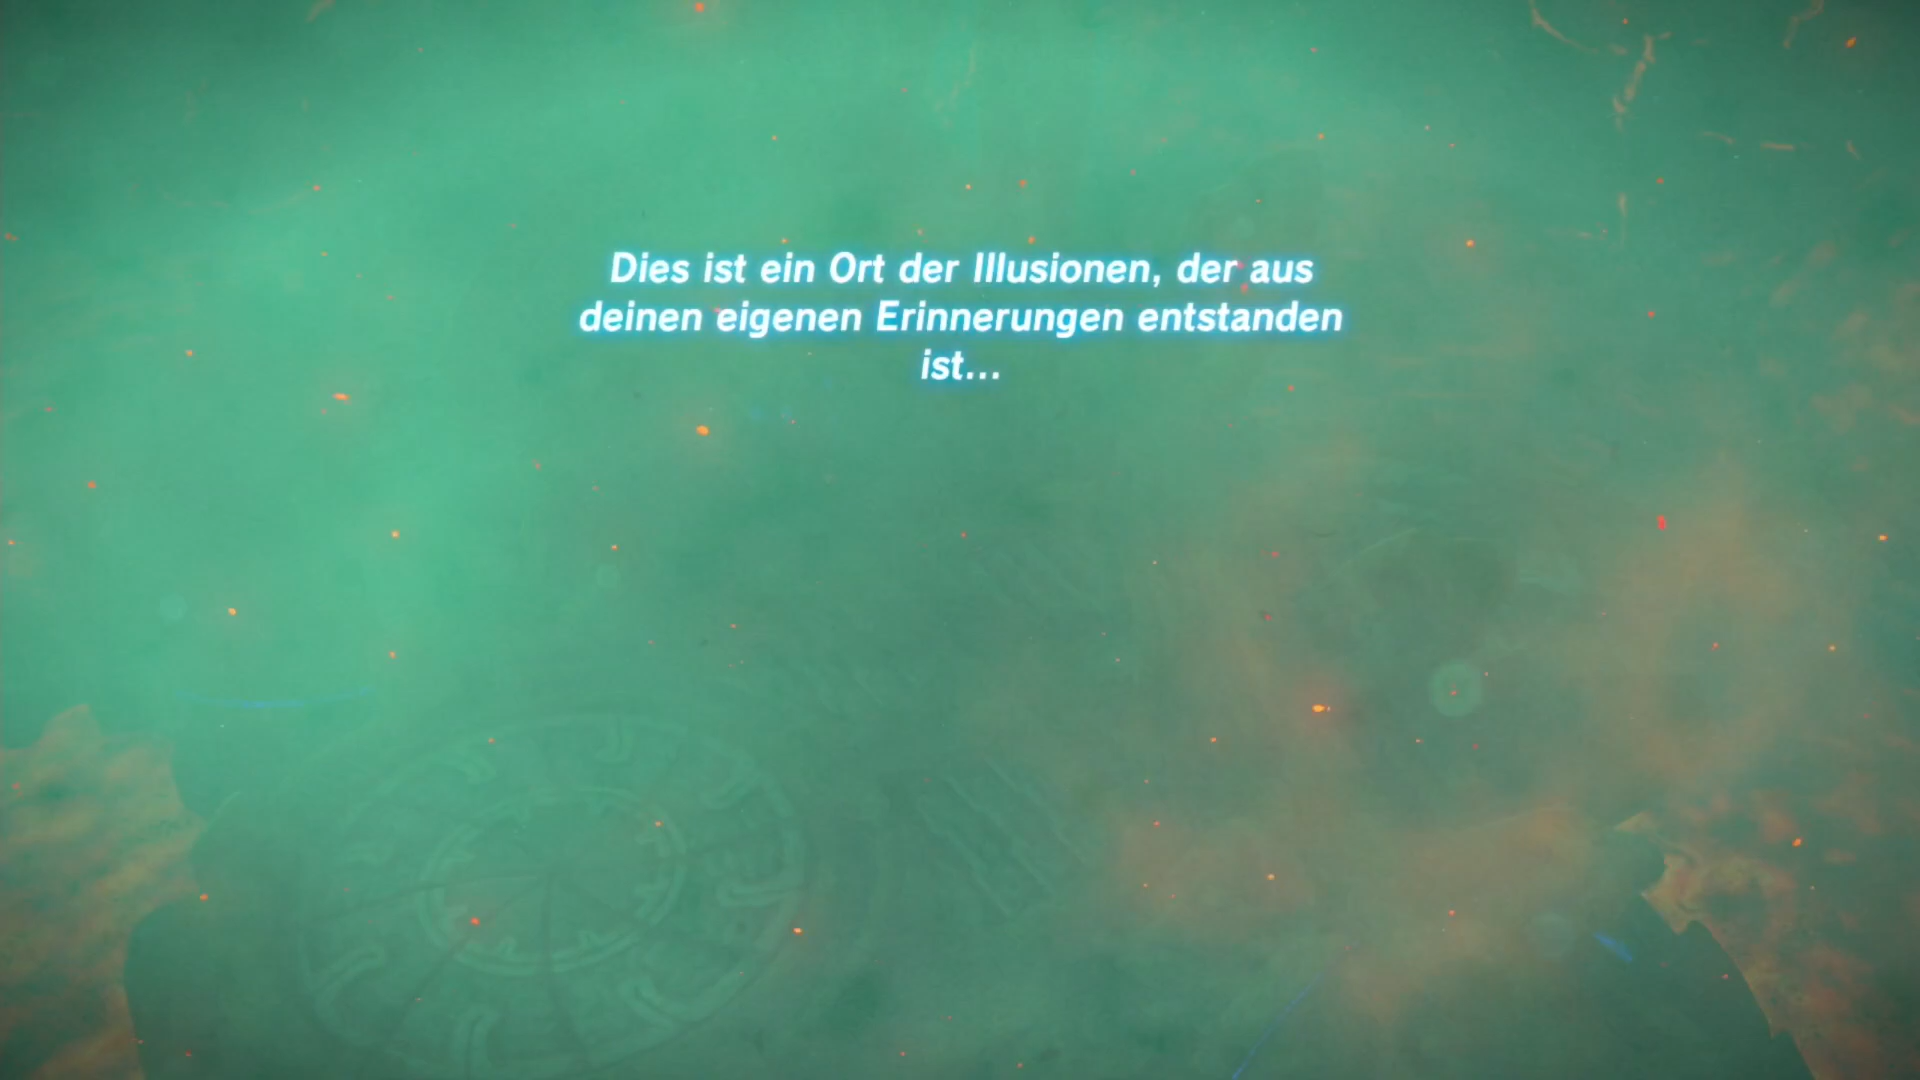 Dies ist ein Ort der Illusionen, der aus
deinen eigenen Erinnerungen entstanden
ist...